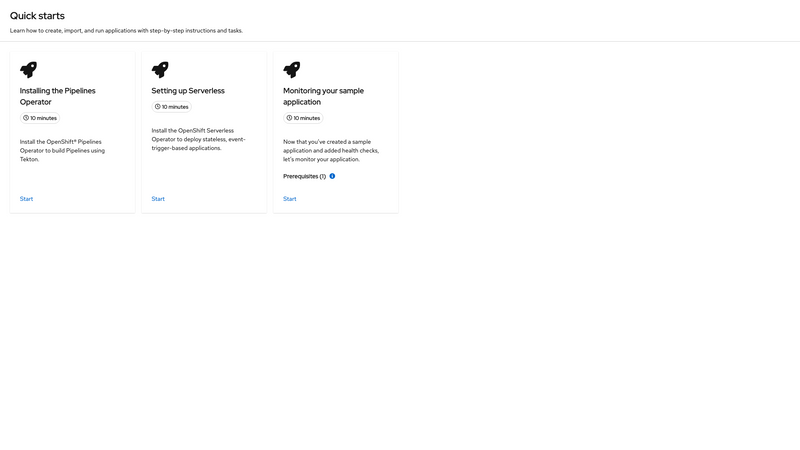 Quick starts
Learn how to create, import, and run applications with step-by-step instructions and tasks.
Installing the Pipelines
Operator
10 minutes
Install the OpenShift® Pipelines
Operator to build Pipelines using
Tekton.
Start
Setting up Serverless
10 minutes
Install the OpenShift Serverless
Operator to deploy stateless, event-
trigger-based applications.
Start
Monitoring your sample
application
10 minutes
Now that you've created a sample
application and added health checks,
let's monitor your application.
Prerequisites (1)
Start